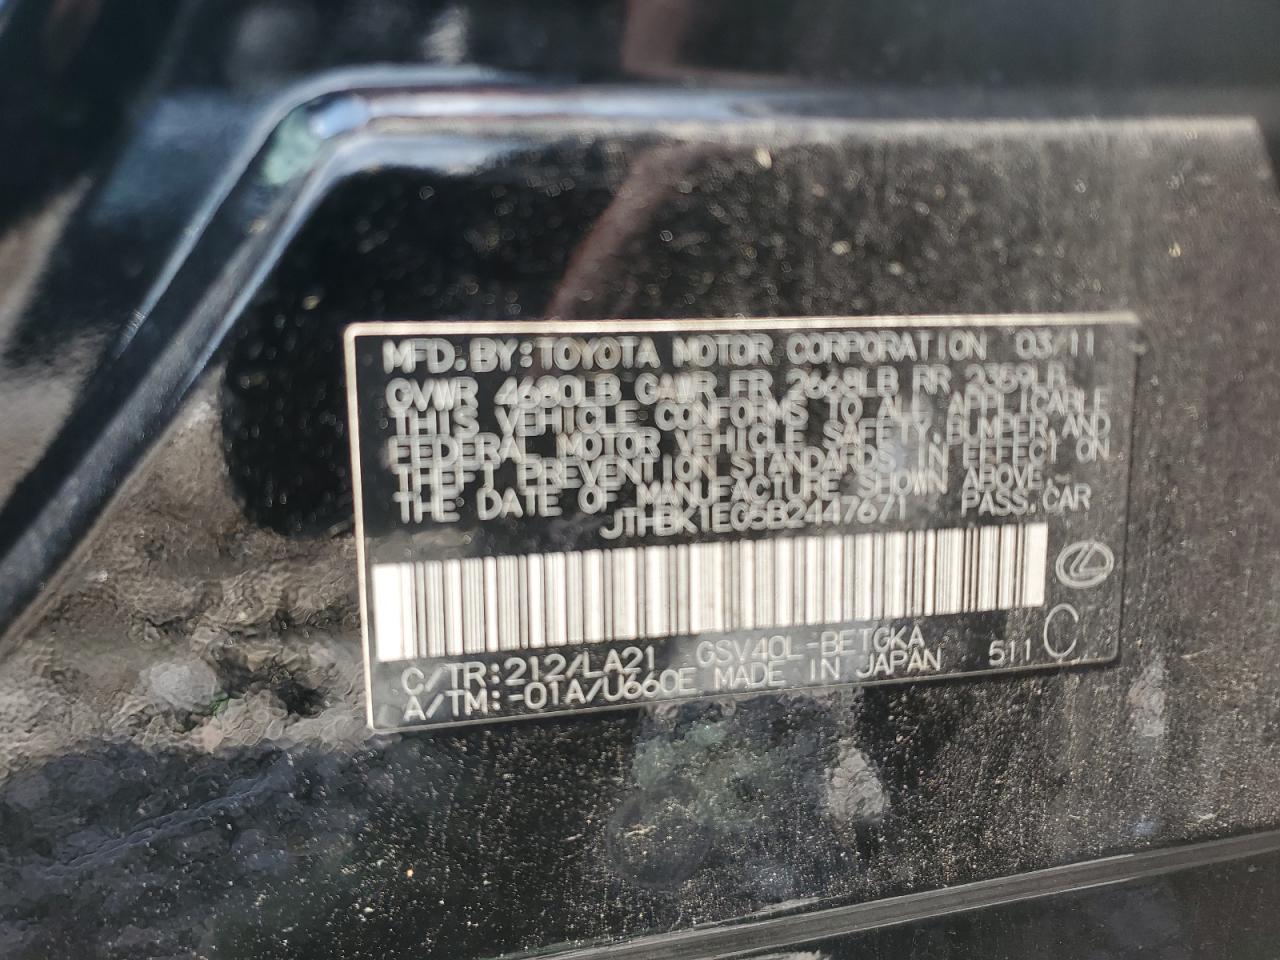 MFD.BY:TOYOTA MOTOR CORPORATION 03/11
GVWR 4680LB GAWR FR 2668LB RR 2359LB
THIS VEHICLE CONFORMS TO ALL APPLICABLE
FEDERAL MOTOR VEHICLE SAFETY,BUMPER,AND
THEFT PREVENTION STANDARDS IN EFFECT ON
THE DATE OF MANUFACTURE SHOWN ABOVE.
JTHBK1EG5B2447671 PASS.CAR
C/TR:212/LA21 GSV40L-BETGKA
A/TM:-01A/U660E MADE IN JAPAN 511 C